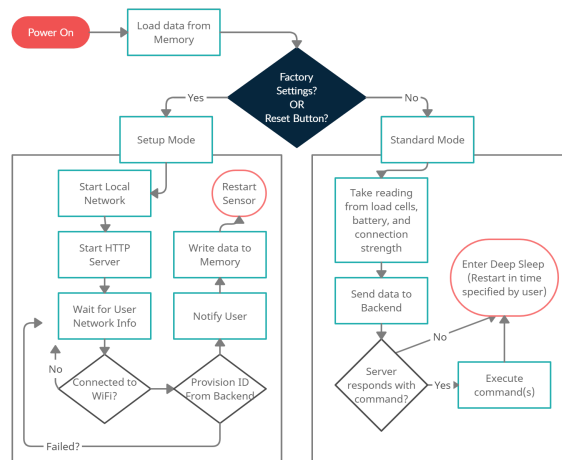 Power On
Load data from
Memory
Factory
Settings?
OR
Reset Button?
Yes
No
Setup Mode
Standard Mode
Start Local
Network
Restart
Sensor
Start HTTP
Server
Write data to
Memory
Wait for User
Network Info
Notify User
No
Connected to
WiFi?
Provision ID
From Backend
Failed?
Take reading
from load cells,
battery, and
connection
strength
Send data to
Backend
Enter Deep Sleep
(Restart in time
specified by user)
No
Server
responds with
command?
Yes
Execute
command(s)